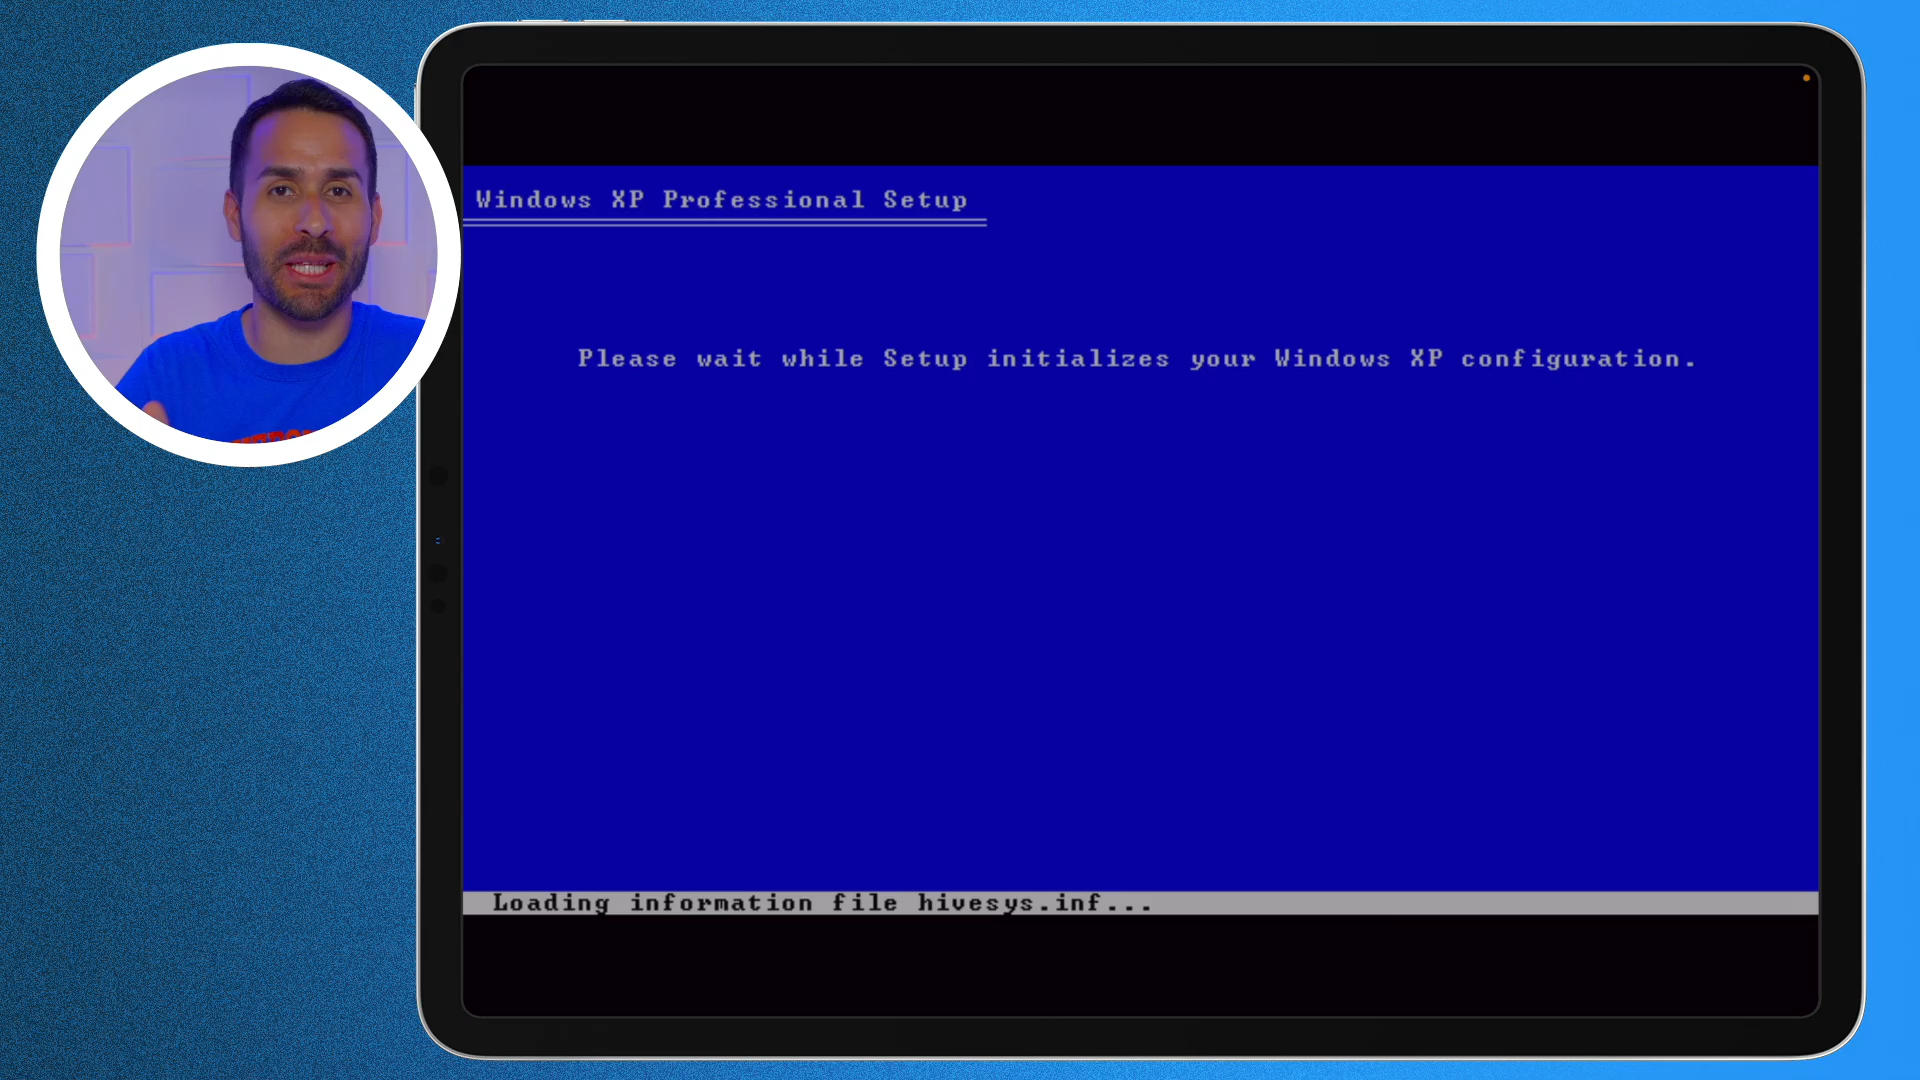 Windows XP Professional Setup
Please wait while Setup initializes your Windows XP configuration.
Loading information file hivesys.inf...